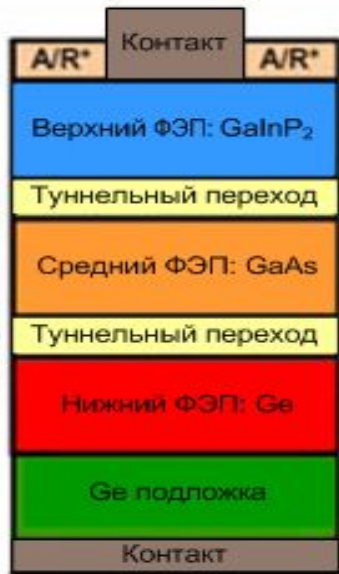 Контакт
A/R* A/R*
Верхний ФЭП: GaInP₂
Туннельный переход
Средний ФЭП: GaAs
Туннельный переход
Нижний ФЭП: Ge
Ge подложка
Контакт